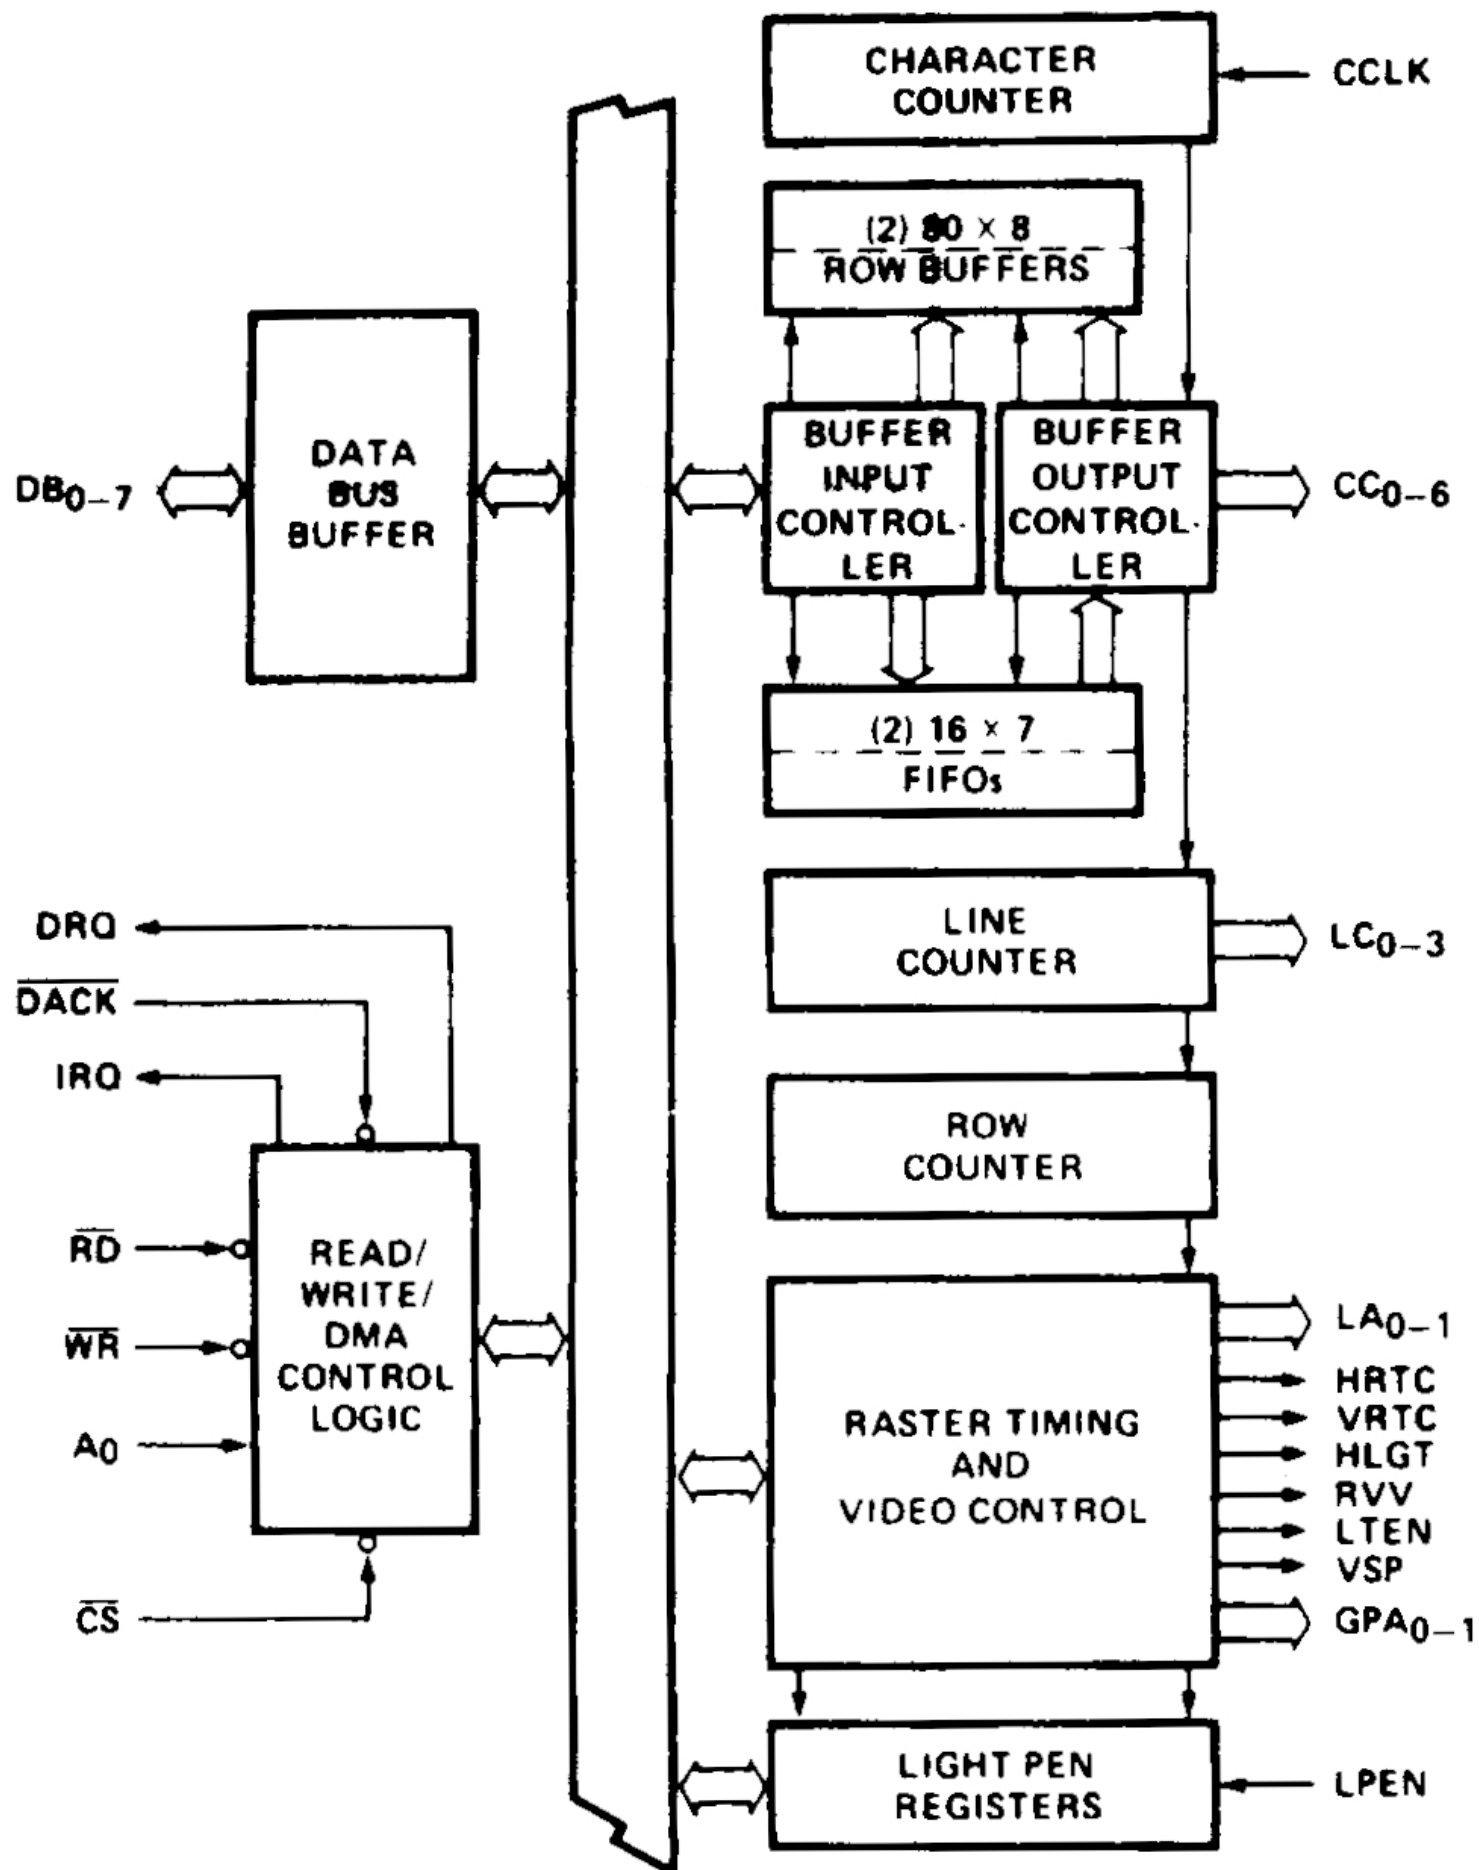 CHARACTER
COUNTER
CCLK
(2) 80 × 8
ROW BUFFERS
DATA
BUS
BUFFER
DB0–7
BUFFER
INPUT
CONTROL-
LER
BUFFER
OUTPUT
CONTROL-
LER
CC0–6
(2) 16 × 7
FIFOs
DRQ
DACK
IRQ
LINE
COUNTER
LC0–3
ROW
COUNTER
RD
WR
A0
CS
READ/
WRITE/
DMA
CONTROL
LOGIC
RASTER TIMING
AND
VIDEO CONTROL
LA0–1
HRTC
VRTC
HLGT
RVV
LTEN
VSP
GPA0–1
LIGHT PEN
REGISTERS
LPEN